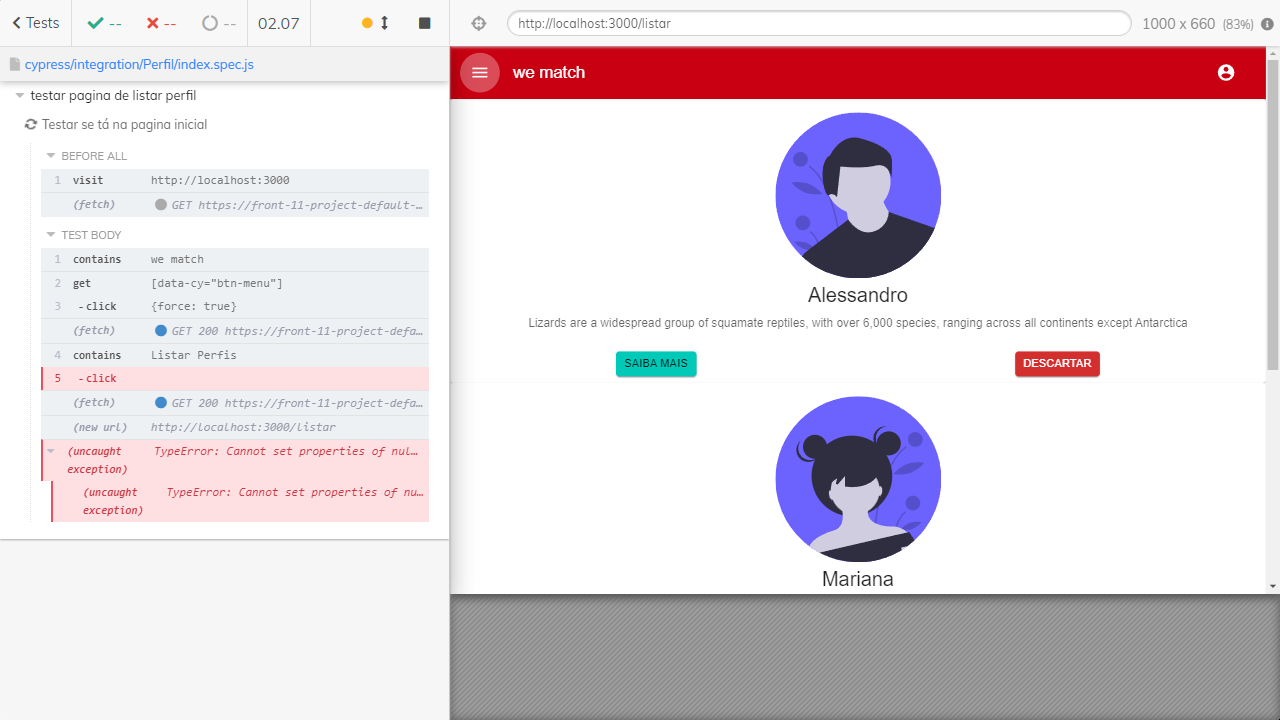 Tests -- -- -- 02.07 http://localhost:3000/listar 1000 x 660 (83%)
cypress/integration/Perfil/index.spec.js
testar pagina de listar perfil
Testar se tá na pagina inicial
BEFORE ALL
1 visit http://localhost:3000
(fetch) GET https://front-11-project-default-...
TEST BODY
1 contains we match
2 get [data-cy="btn-menu"]
3 -click {force: true}
(fetch) GET 200 https://front-11-project-defa...
4 contains Listar Perfis
5 -click
(fetch) GET 200 https://front-11-project-defa...
(new url) http://localhost:3000/listar
(uncaught exception) TypeError: Cannot set properties of nul...
(uncaught exception) TypeError: Cannot set properties of nu...
we match
Alessandro
Lizards are a widespread group of squamate reptiles, with over 6,000 species, ranging across all continents except Antarctica
SAIBA MAIS DESCARTAR
Mariana